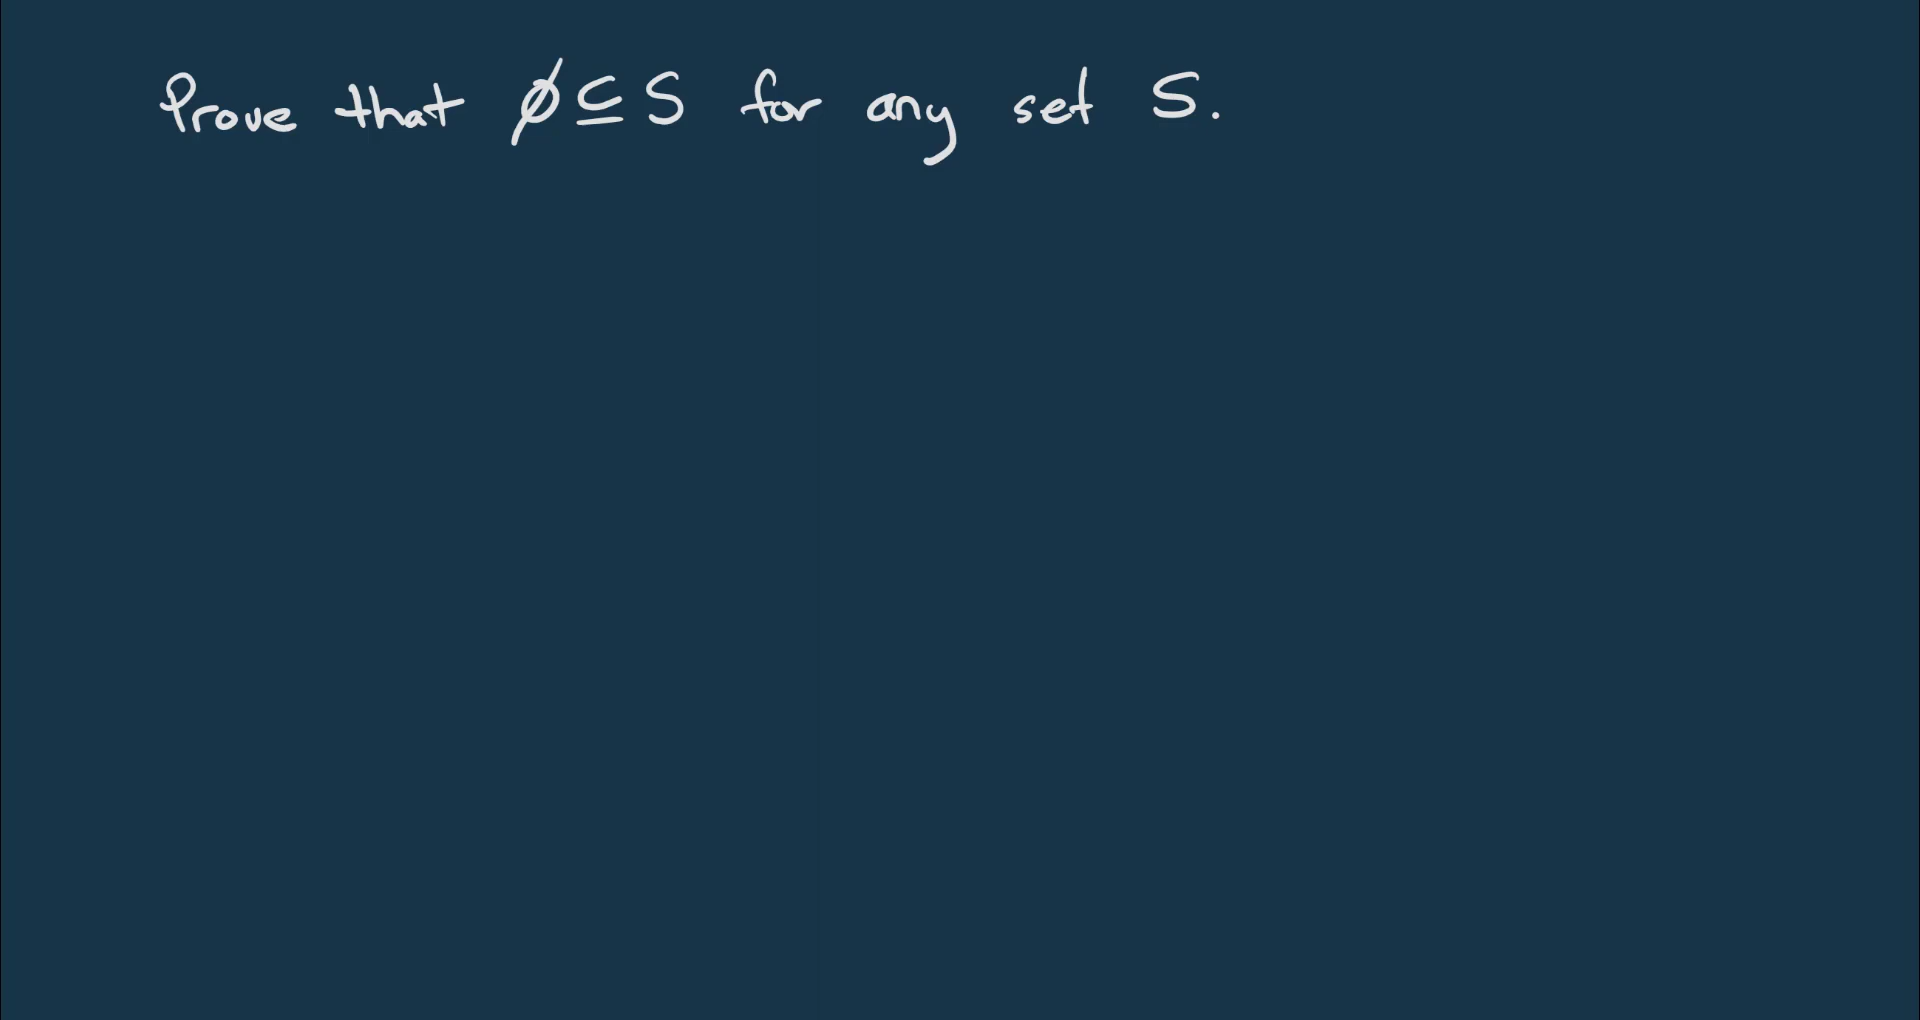 Prove that ∅ ⊆ S for any set S.